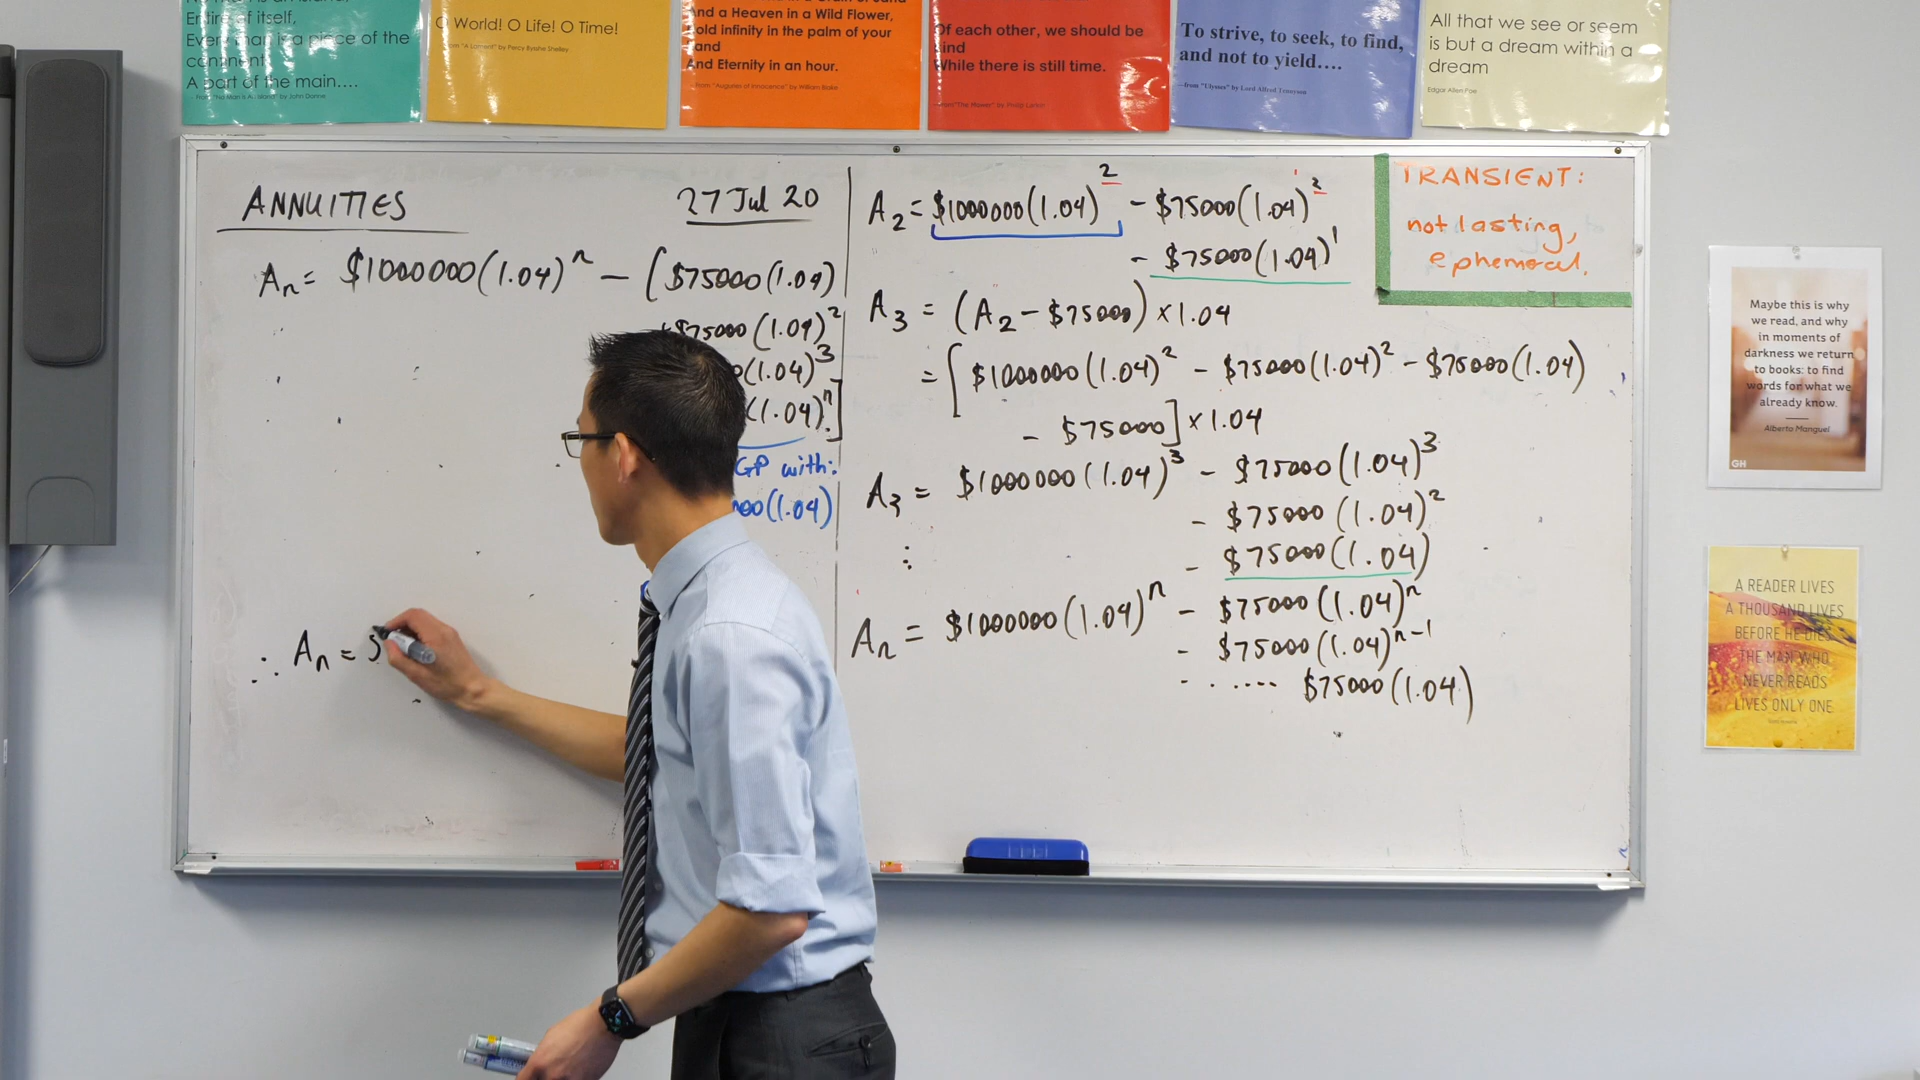 Entire of itself,
Every man is a piece of the
continent,
A part of the main....
From "No Man is An Island" by John Donne
O World! O Life! O Time!
From "A Lament" by Percy Bysshe Shelley
And a Heaven in a Wild Flower,
Hold infinity in the palm of your
hand
And Eternity in an hour.
From "Auguries of Innocence" by William Blake
Of each other, we should be
kind
While there is still time.
From "The Mower" by Philip Larkin
To strive, to seek, to find,
and not to yield....
—from "Ulysses" by Lord Alfred Tennyson
All that we see or seem
is but a dream within a
dream
Edgar Allen Poe
ANNUITIES 27 Jul 20
Aₙ = $1000000(1.04)ⁿ − [$75000(1.04)
+$75000(1.04)²
(1.04)³
(1.04)ⁿ]
GP with:
000(1.04)
∴ Aₙ =
A₂ = $1000000(1.04)² − $75000(1.04)²
− $75000(1.04)¹
A₃ = (A₂ − $75000) × 1.04
= [$1000000(1.04)² − $75000(1.04)² − $75000(1.04)
− $75000] × 1.04
A₃ = $1000000(1.04)³ − $75000(1.04)³
− $75000(1.04)²
− $75000(1.04)
⋮
Aₙ = $1000000(1.04)ⁿ − $75000(1.04)ⁿ
− $75000(1.04)ⁿ⁻¹
- ..... $75000(1.04)
TRANSIENT:
not lasting,
ephemeral.
Maybe this is why
we read, and why
in moments of
darkness we return
to books: to find
words for what we
already know.
Alberto Manguel
GH
A READER LIVES
A THOUSAND LIVES
BEFORE HE DIES
THE MAN WHO
NEVER READS
LIVES ONLY ONE